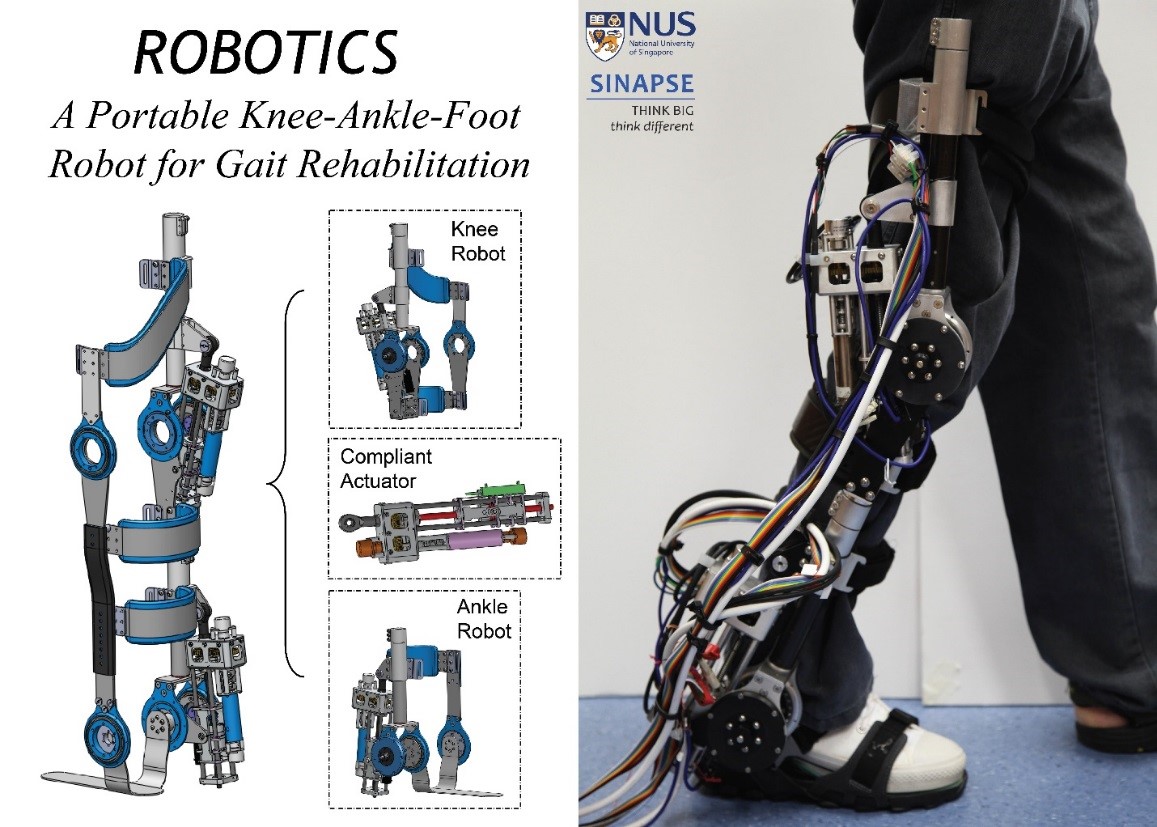 ROBOTICS
A Portable Knee-Ankle-Foot
Robot for Gait Rehabilitation
Knee
Robot
Compliant
Actuator
Ankle
Robot
NUS
National University
of Singapore
SINAPSE
THINK BIG
think different